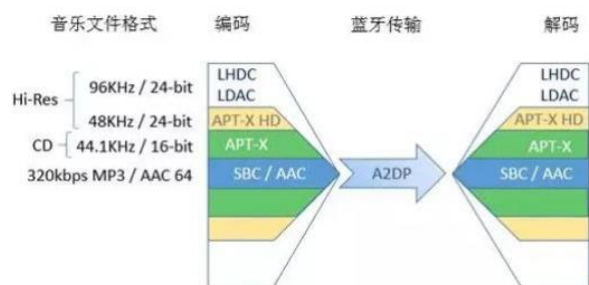 音乐文件格式 编码 蓝牙传输 解码
LHDC LHDC
96KHz / 24-bit
LDAC LDAC
Hi-Res
48KHz / 24-bit APT-X HD APT-X HD
CD 44.1KHz / 16-bit APT-X APT-X
320kbps MP3 / AAC 64 SBC / AAC A2DP SBC / AAC